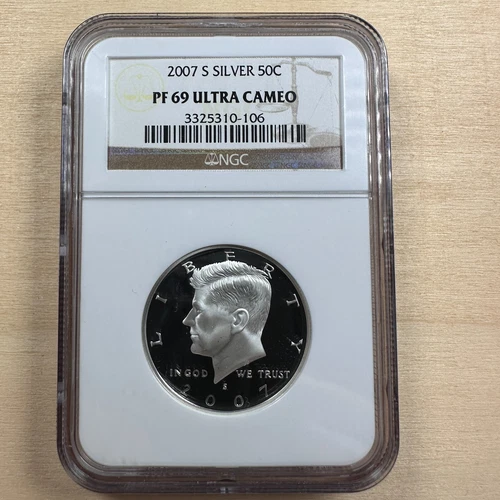 2007 S SILVER 50C
PF 69 ULTRA CAMEO
3325310-106
NGC
LIBERTY
IN GOD WE TRUST
S
2007